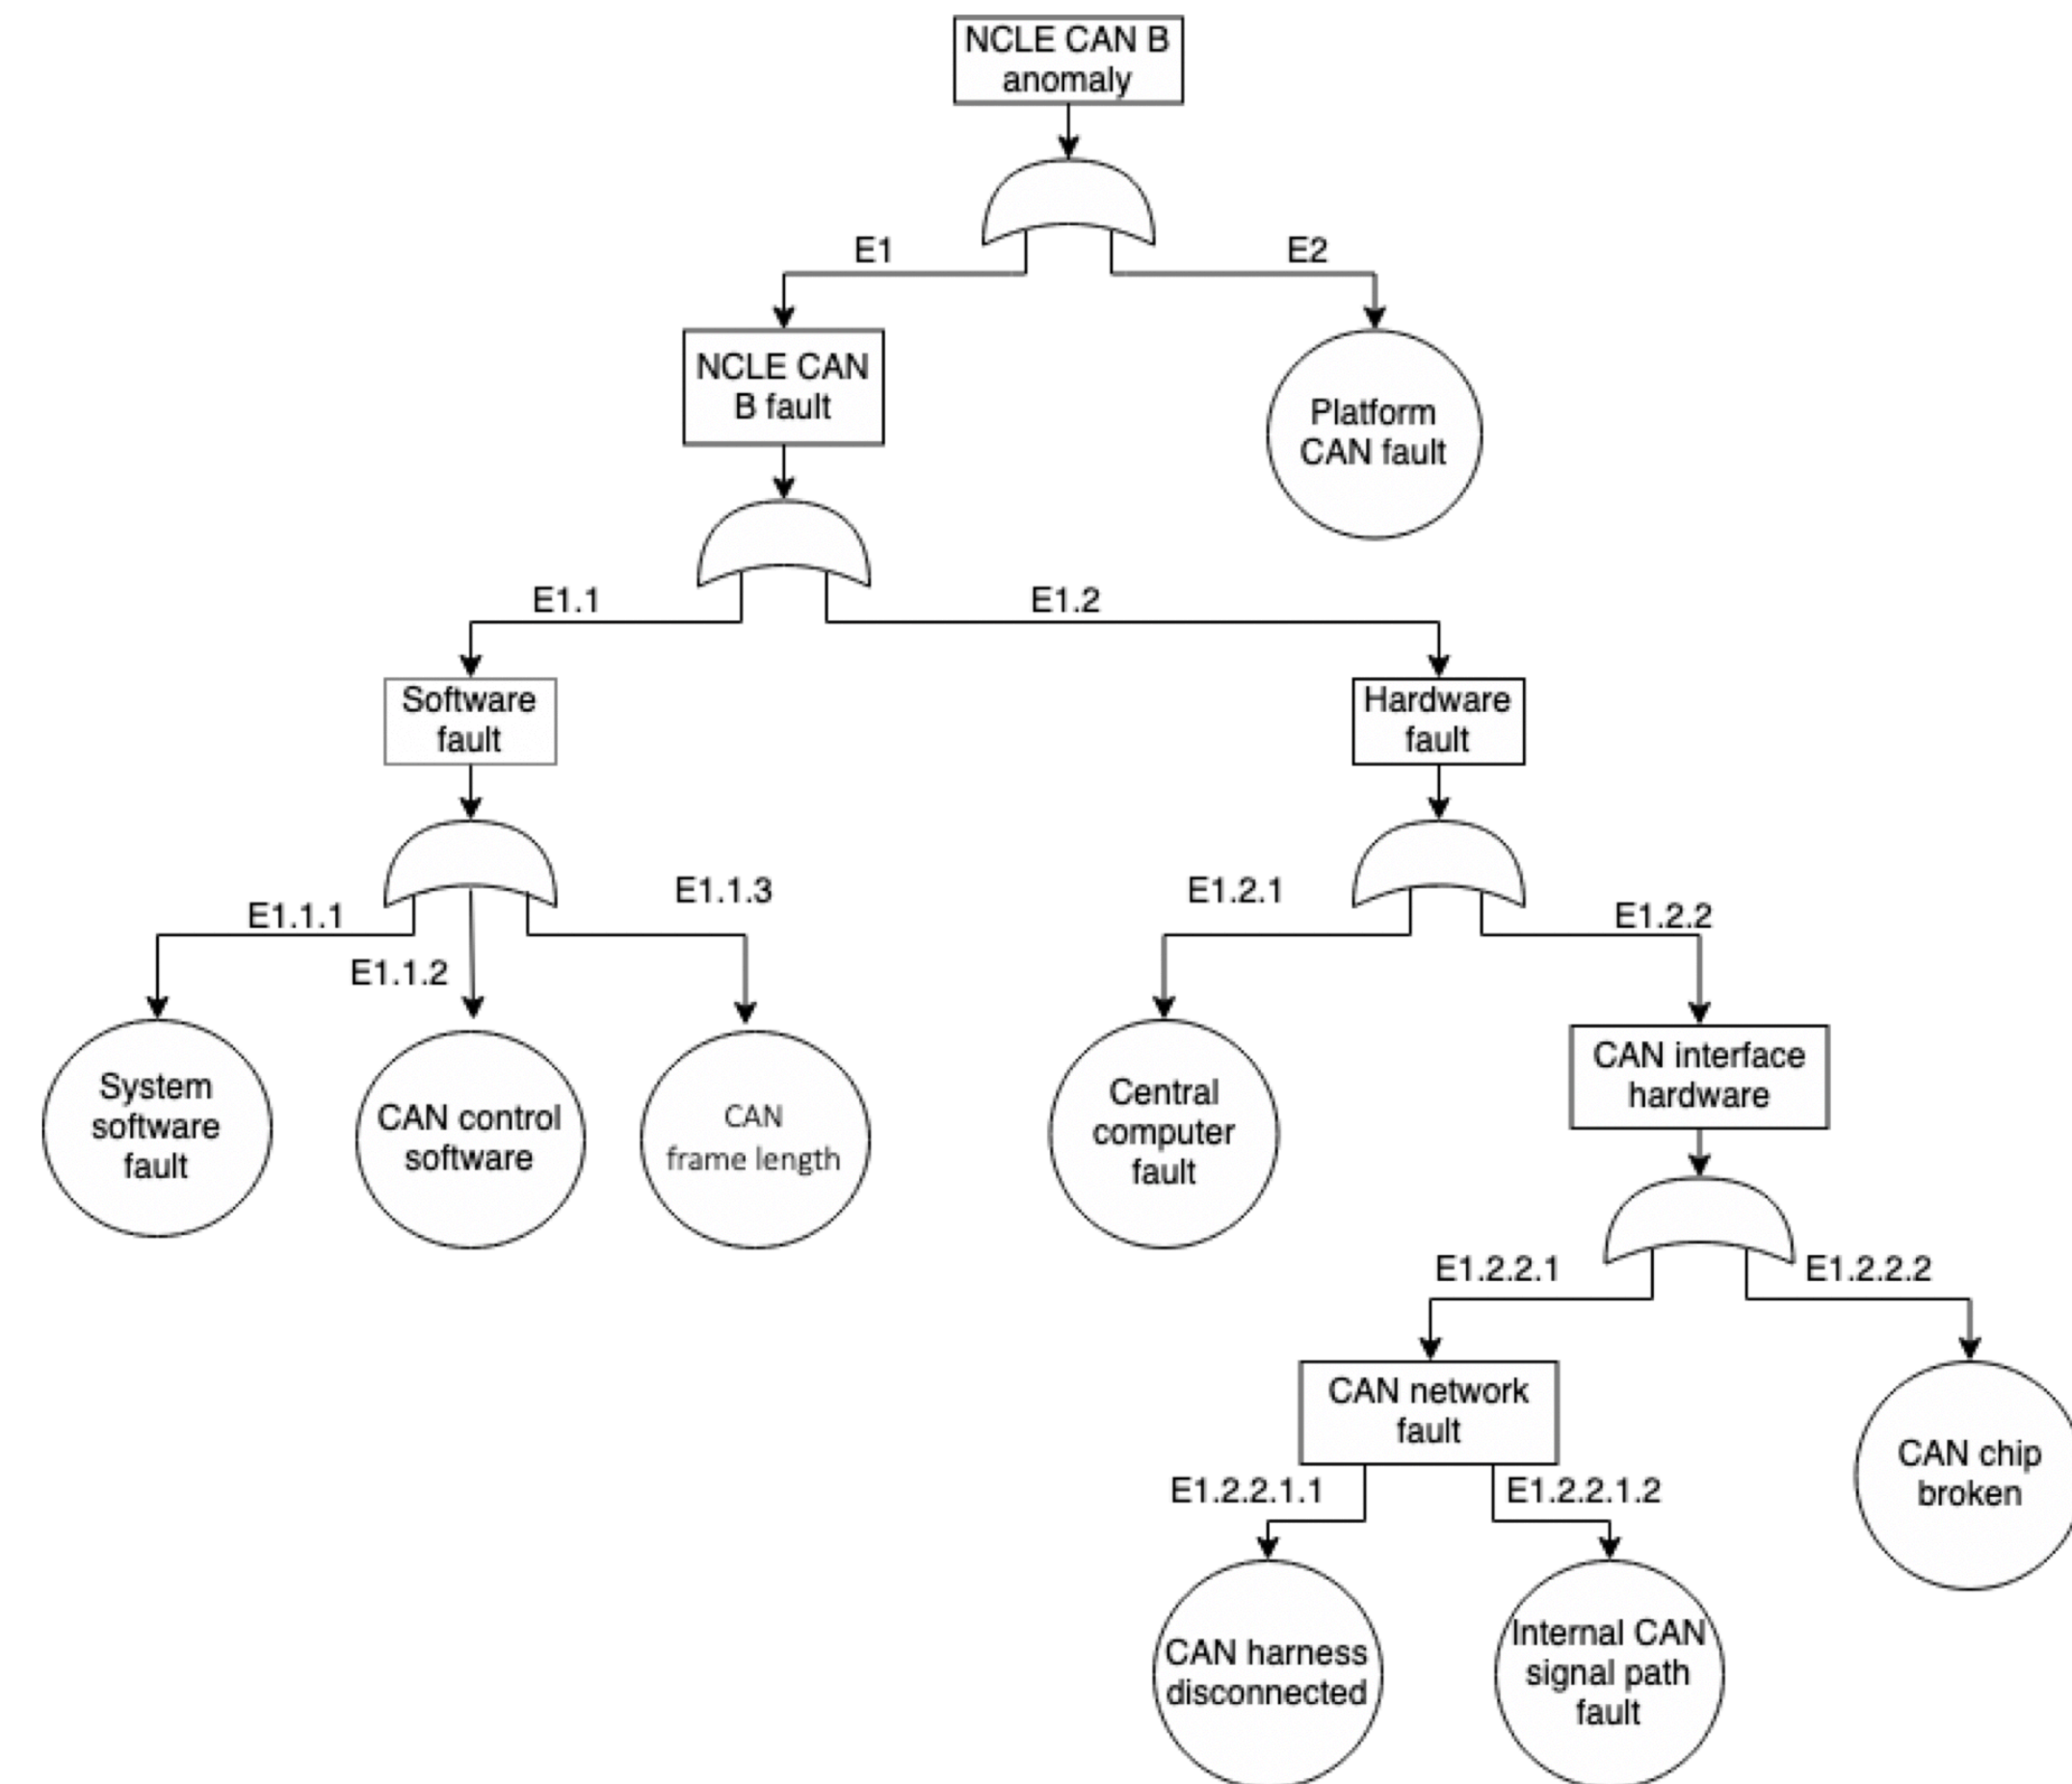 NCLE CAN B
anomaly
E1
E2
NCLE CAN
B fault
Platform
CAN fault
E1.1
E1.2
Software
fault
Hardware
fault
E1.1.1
E1.1.2
E1.1.3
E1.2.1
E1.2.2
System
software
fault
CAN control
software
CAN
frame length
Central
computer
fault
CAN interface
hardware
E1.2.2.1
E1.2.2.2
CAN network
fault
CAN chip
broken
E1.2.2.1.1
E1.2.2.1.2
CAN harness
disconnected
Internal CAN
signal path
fault